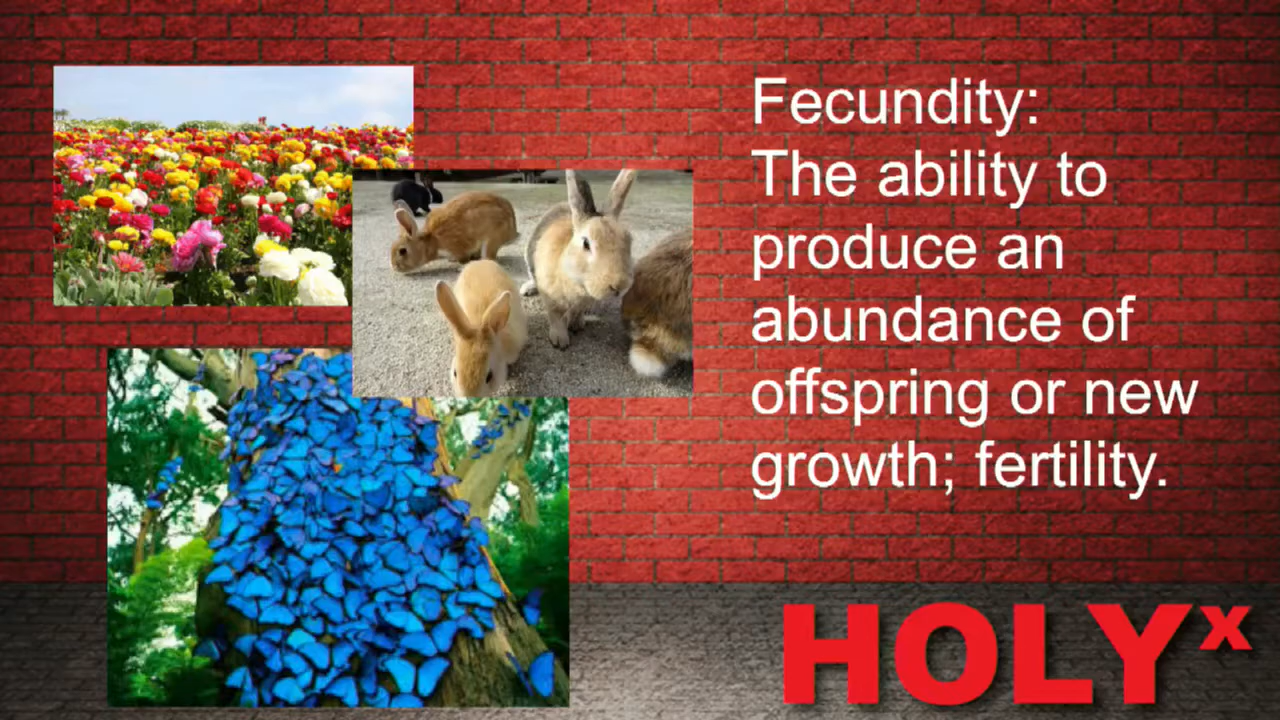 Fecundity:
The ability to
produce an
abundance of
offspring or new
growth; fertility.
HOLYx